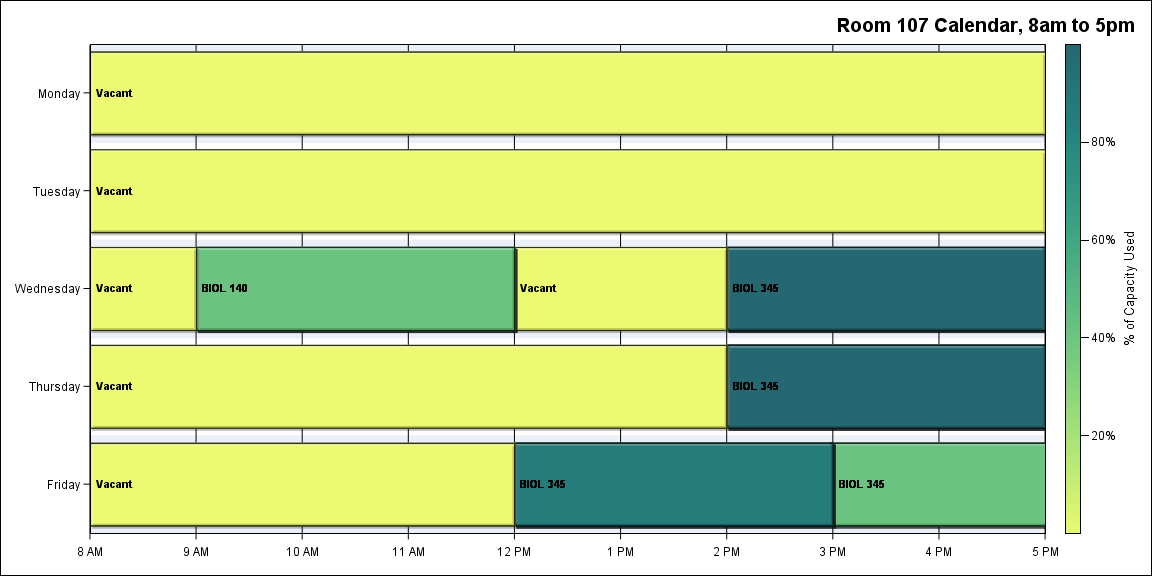 Room 107 Calendar, 8am to 5pm
Monday
Vacant
Tuesday
Vacant
Wednesday
Vacant
BIOL 140
Vacant
BIOL 345
Thursday
Vacant
BIOL 345
Friday
Vacant
BIOL 345
BIOL 345
8 AM
9 AM
10 AM
11 AM
12 PM
1 PM
2 PM
3 PM
4 PM
5 PM
80%
60%
40%
20%
% of Capacity Used